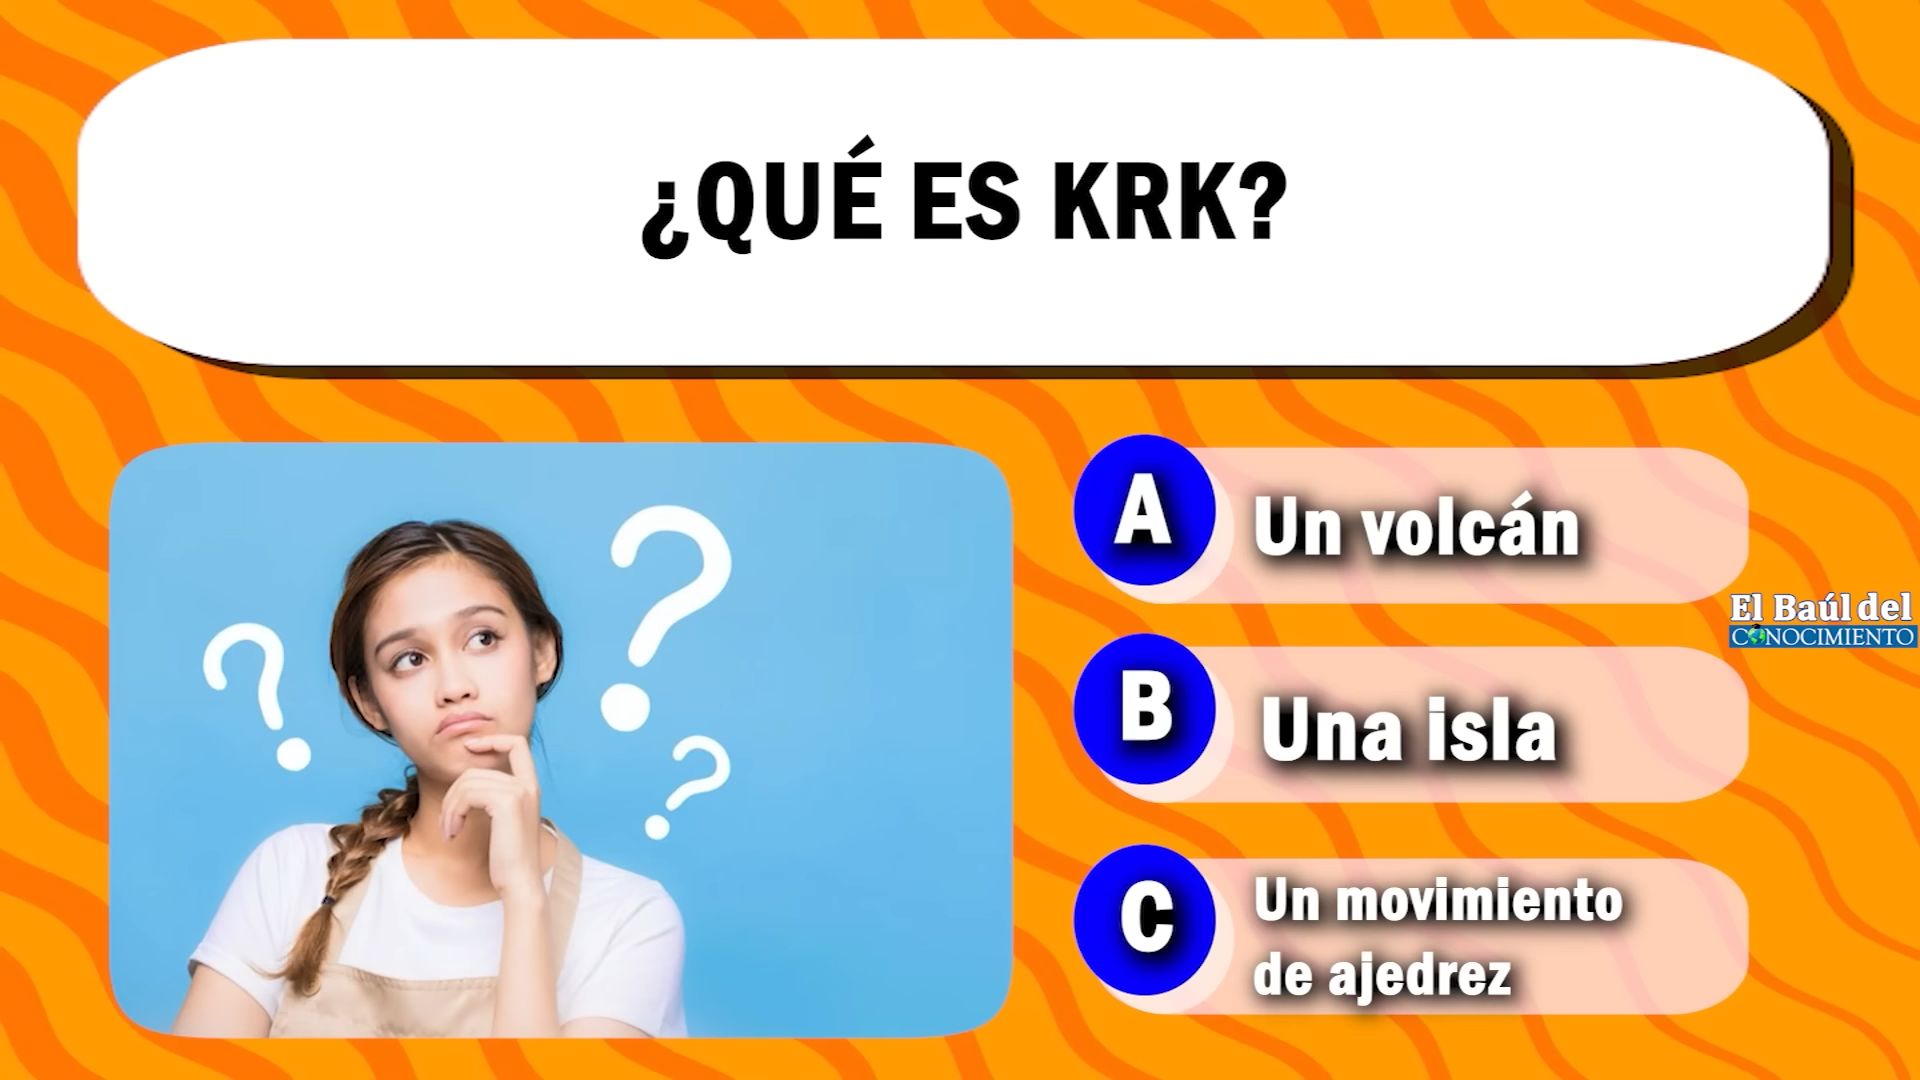 ¿QUÉ ES KRK?
A
Un volcán
B
Una isla
C
Un movimiento
de ajedrez
El Baúl del
CONOCIMIENTO